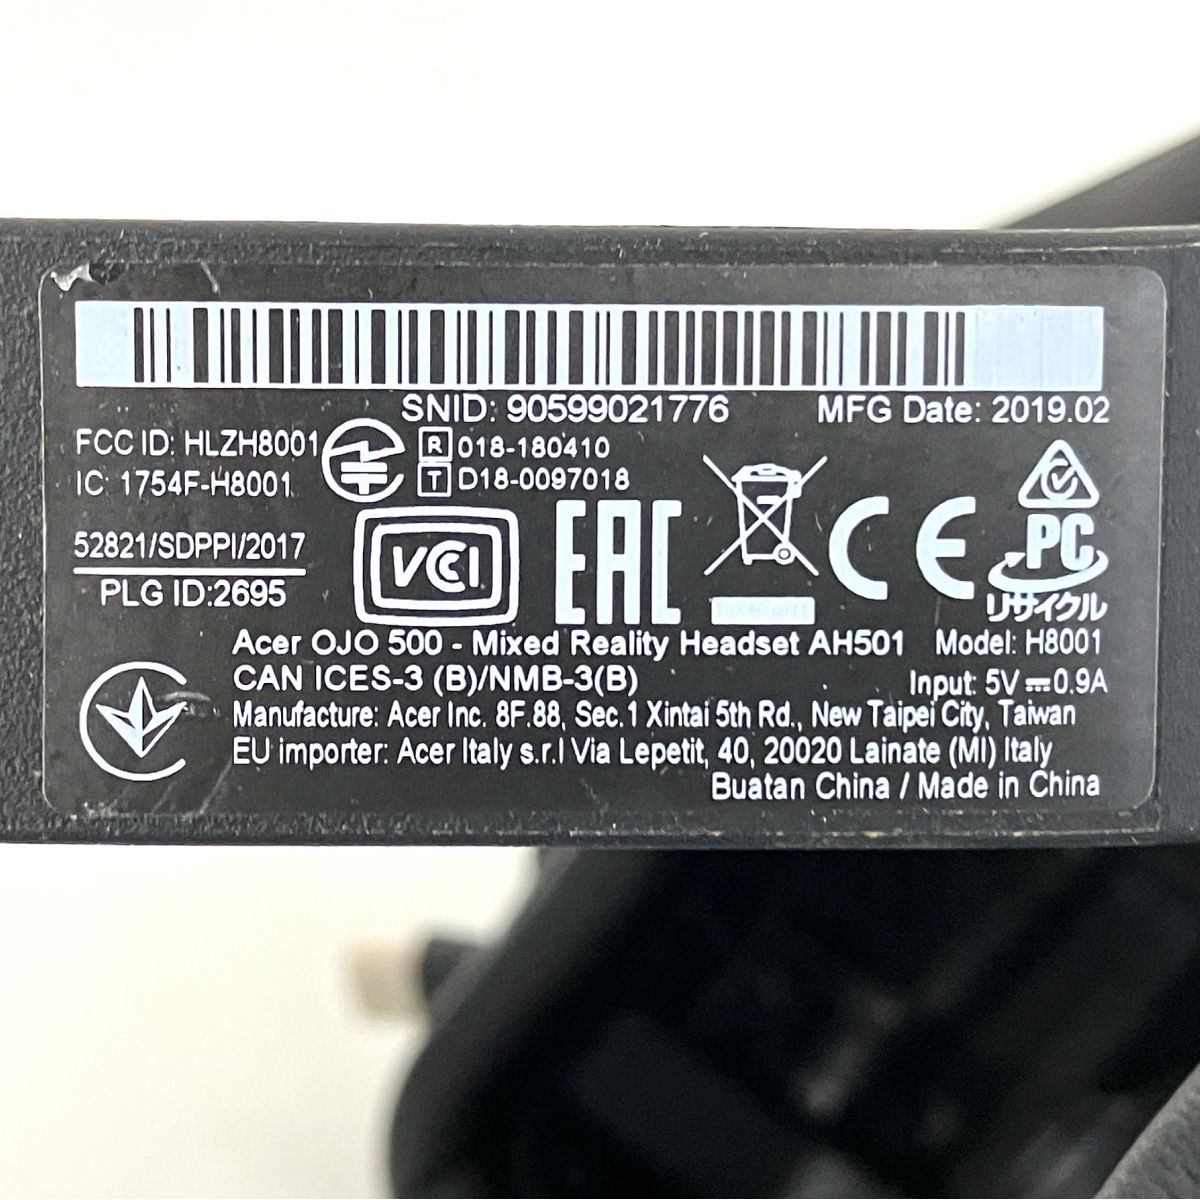 SNID: 90599021776 MFG Date: 2019.02
FCC ID: HLZH8001 R 018-180410
IC: 1754F-H8001 T D18-0097018
52821/SDPPI/2017
PLG ID:2695
VCCI EAC CE PC
リサイクル
Acer OJO 500 - Mixed Reality Headset AH501 Model: H8001
CAN ICES-3 (B)/NMB-3(B) Input: 5V⎓0.9A
Manufacture: Acer Inc. 8F.88, Sec.1 Xintai 5th Rd., New Taipei City, Taiwan
EU importer: Acer Italy s.r.l Via Lepetit, 40, 20020 Lainate (MI) Italy
Buatan China / Made in China